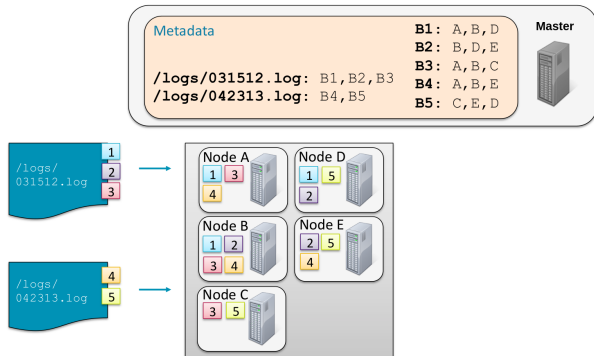 Metadata
/logs/031512.log: B1,B2,B3
/logs/042313.log: B4,B5
B1: A,B,D
B2: B,D,E
B3: A,B,C
B4: A,B,E
B5: C,E,D
Master
/logs/
031512.log
1
2
3
/logs/
042313.log
4
5
Node A
1 3
4
Node D
1 5
2
Node B
1 2
3 4
Node E
2 5
4
Node C
3 5